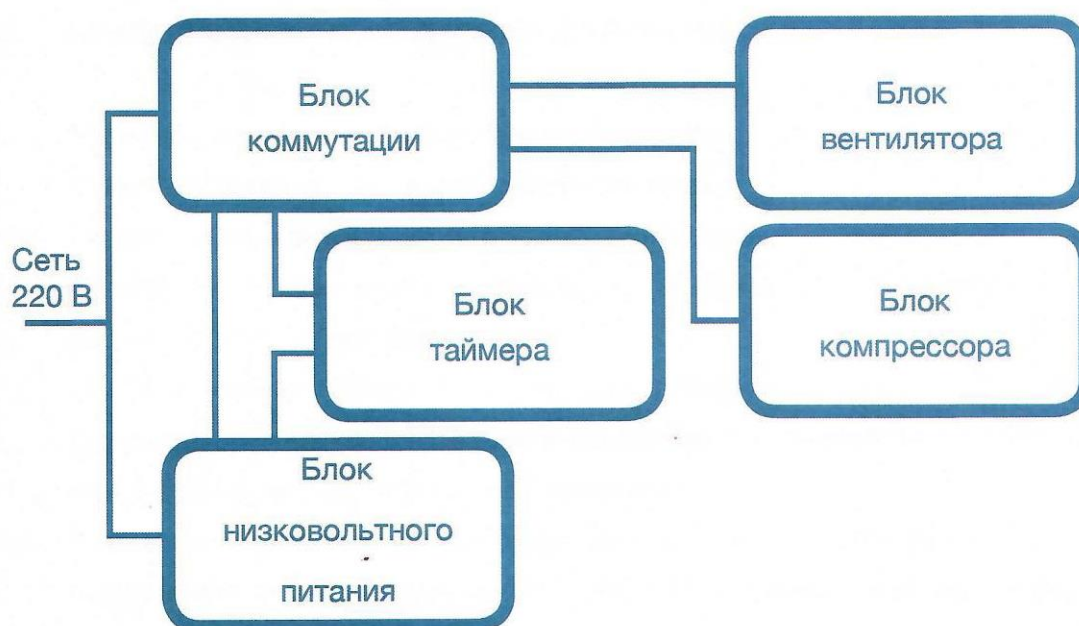 Блок
коммутации
Блок
вентилятора
Сеть
220 В
Блок
таймера
Блок
компрессора
Блок
низковольтного
питания